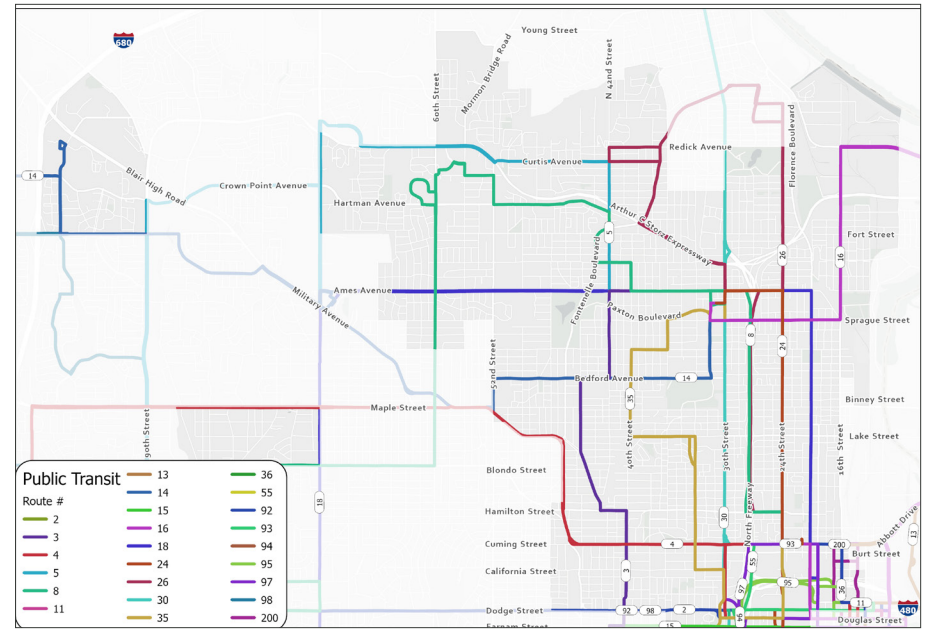 Young Street
680
Mormon Bridge Road
60th Street
N 42nd Street
Redick Avenue
Florence Boulevard
Curtis Avenue
14
Blair High Road
Crown Point Avenue
Hartman Avenue
Arthur C Storz Expressway
5
Fort Street
Fontenelle Boulevard
26
16
Ames Avenue
Military Avenue
Paxton Boulevard
Sprague Street
8
24
52nd Street
Bedford Avenue
14
35
Binney Street
Maple Street
90th Street
40th Street
30th Street
24th Street
16th Street
Lake Street
Blondo Street
18
Hamilton Street
30
North Freeway
Abbott Drive
13
Cuming Street
4
93
200
Burt Street
55
California Street
3
97
95
36
11
480
Dodge Street
92
98
2
94
Douglas Street
Farnam Street
15
Public Transit
Route #
2
3
4
5
8
11
13
14
15
16
18
24
26
30
35
36
55
92
93
94
95
97
98
200